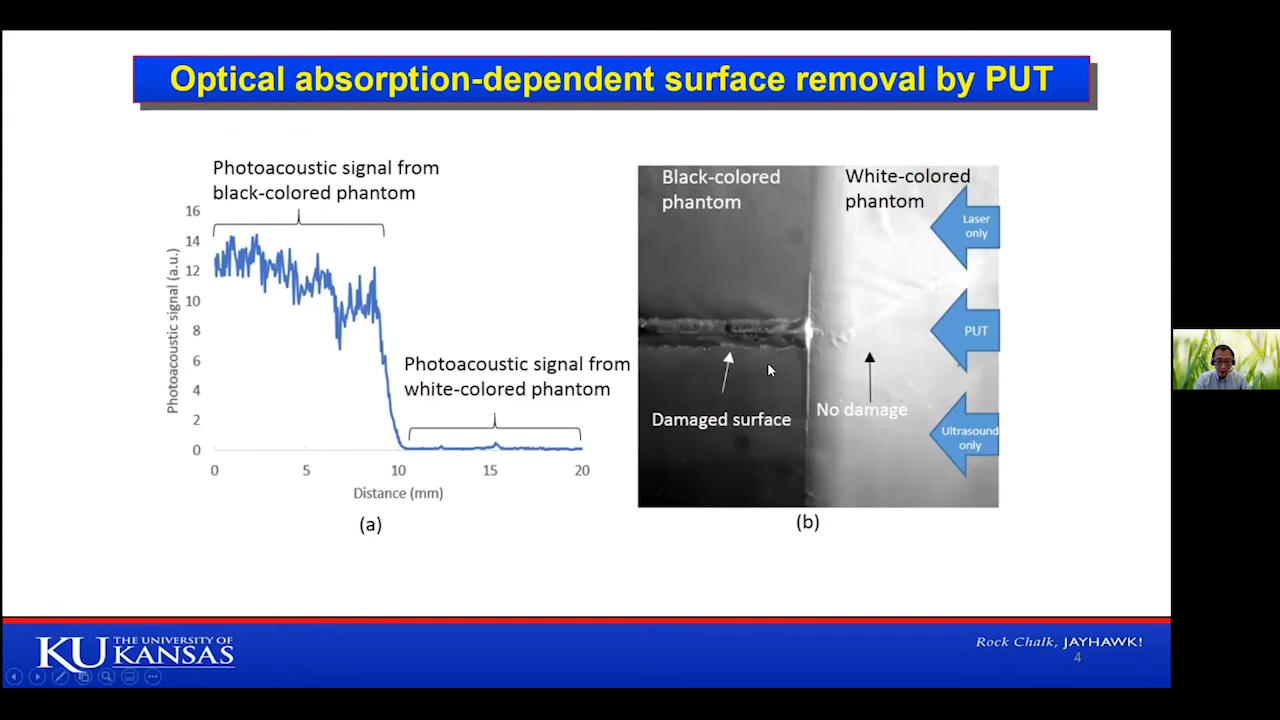 Optical absorption-dependent surface removal by PUT
Photoacoustic signal from
black-colored phantom
16
14
12
10
8
6
4
2
0
Photoacoustic signal (a.u.)
Photoacoustic signal from
white-colored phantom
0
5
10
15
20
Distance (mm)
(a)
Black-colored
phantom
White-colored
phantom
Laser
only
PUT
Damaged surface
No damage
Ultrasound
only
(b)
KU THE UNIVERSITY OF
KANSAS
Rock Chalk, JAYHAWK!
4